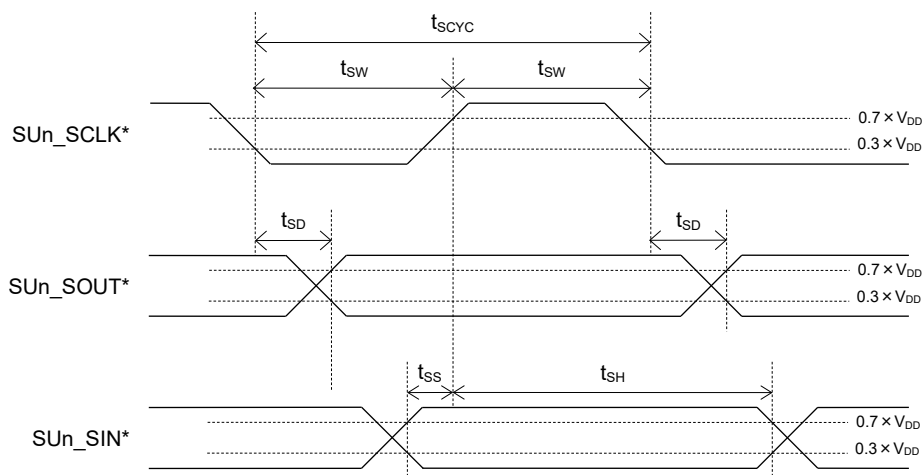 tSCYC
tSW tSW
SUn_SCLK*
0.7×VDD
0.3×VDD
tSD tSD
SUn_SOUT*
0.7×VDD
0.3×VDD
tSS tSH
SUn_SIN*
0.7×VDD
0.3×VDD